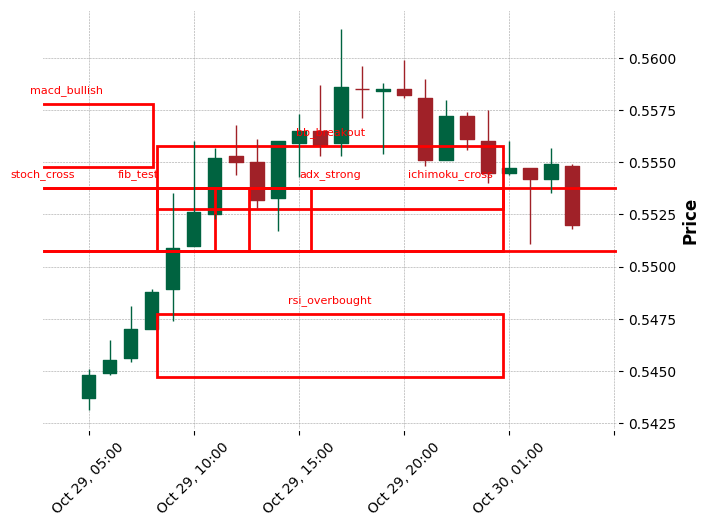 macd_bullish
bb_breakout
stoch_cross
fib_test
adx_strong
ichimoku_cross
rsi_overbought
0.5600
0.5575
0.5550
0.5525
0.5500
0.5475
0.5450
0.5425
Price
Oct 29, 05:00
Oct 29, 10:00
Oct 29, 15:00
Oct 29, 20:00
Oct 30, 01:00